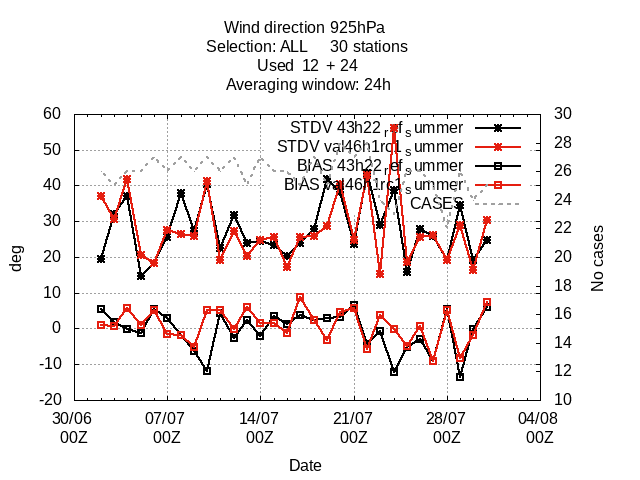 Wind direction 925hPa
Selection: ALL 30 stations
Used 12 + 24
Averaging window: 24h
60 30
STDV 43h22_ref_summer
28
STDV val46h1rc1_summer
50
BIAS 43h22_ref_summer
26
40 BIAS val46h1rc1_summer
24
CASES
30 22
20 20
18
10 16
0
14
-10 12
-20 10
deg
No cases
30/06 07/07 14/07 21/07 28/07 04/08
00Z 00Z 00Z 00Z 00Z 00Z
Date